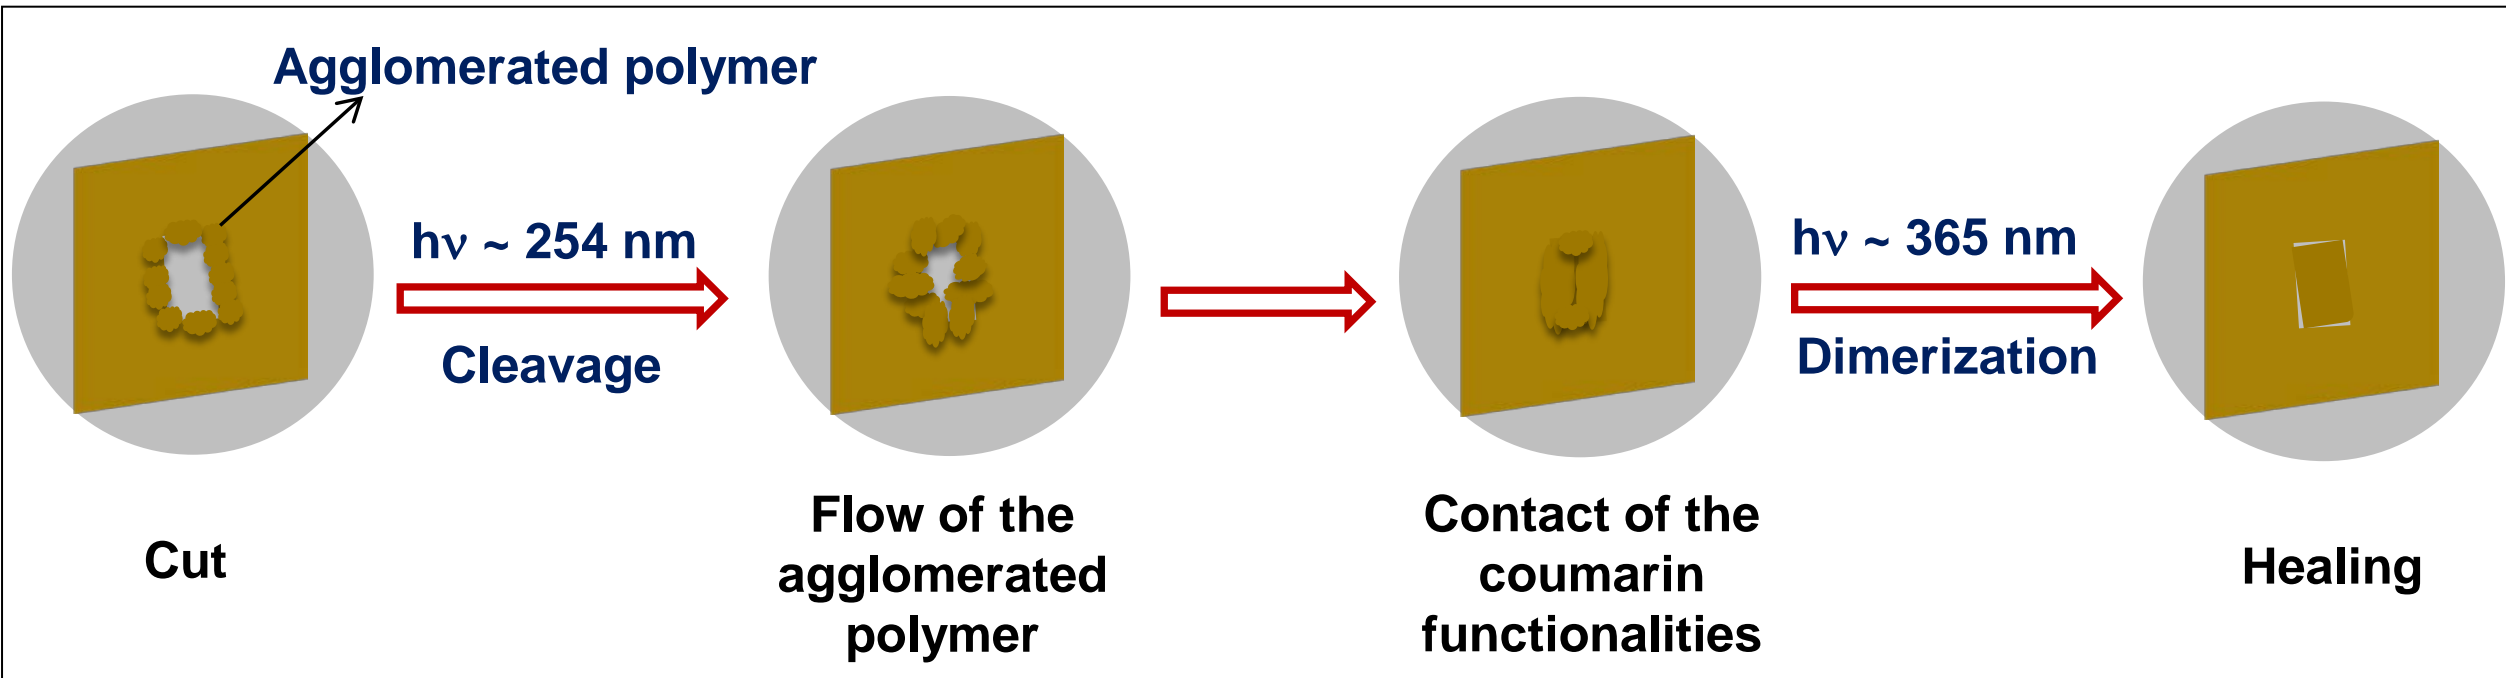 Agglomerated polymer
hν ~ 254 nm
Cleavage
hν ~ 365 nm
Dimerization
Cut
Flow of the
agglomerated
polymer
Contact of the
coumarin
functionalities
Healing